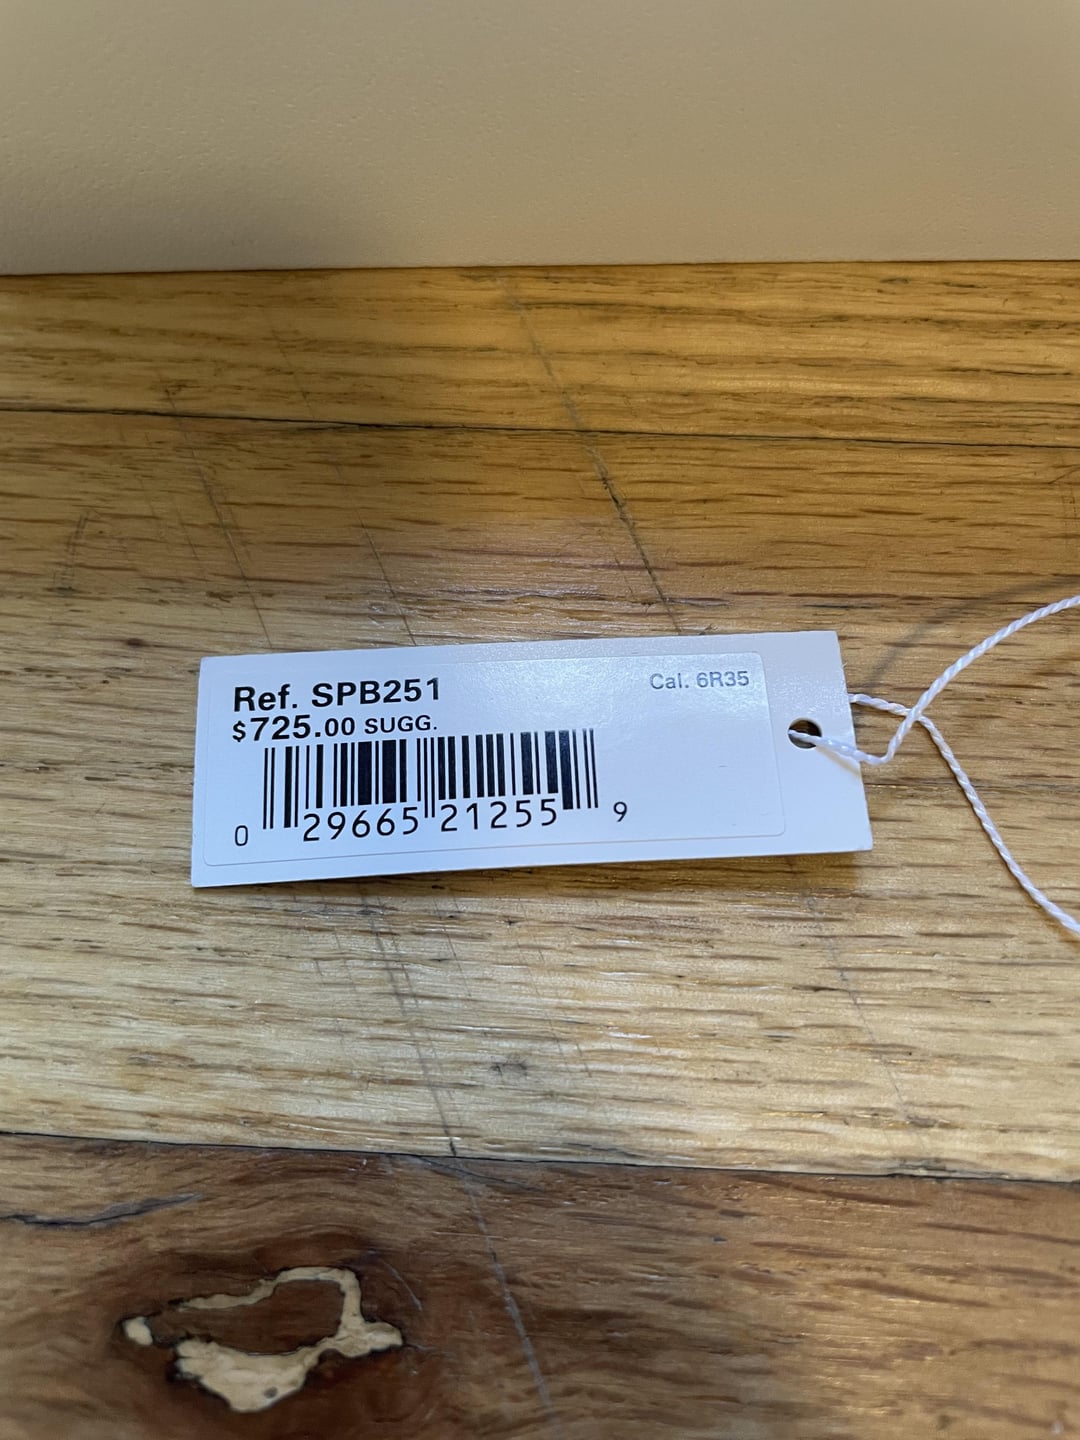 Ref. SPB251
Cal. 6R35
$725.00 SUGG.
0 29665 21255 9